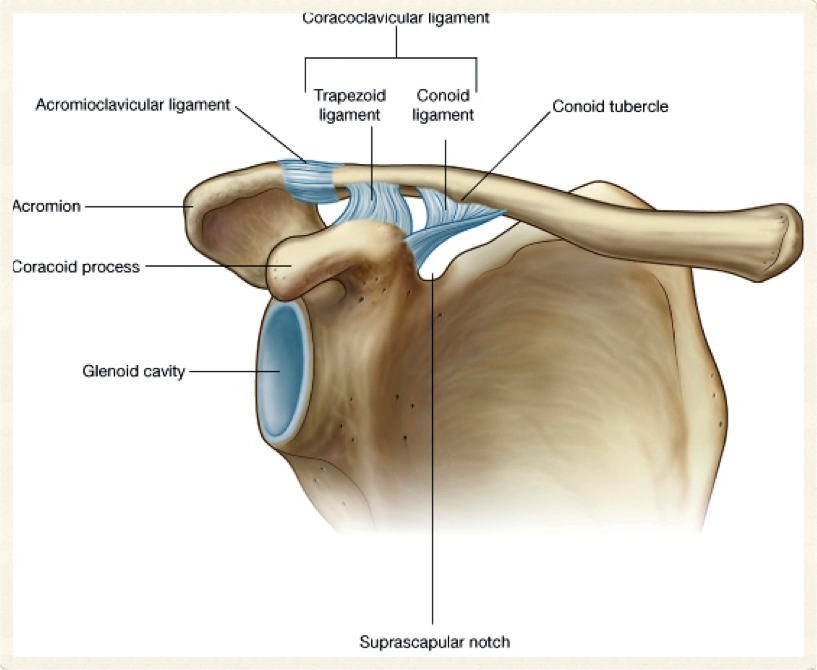 Coracoclavicular ligament
Trapezoid
ligament
Conoid
ligament
Acromioclavicular ligament
Conoid tubercle
Acromion
Coracoid process
Glenoid cavity
Suprascapular notch